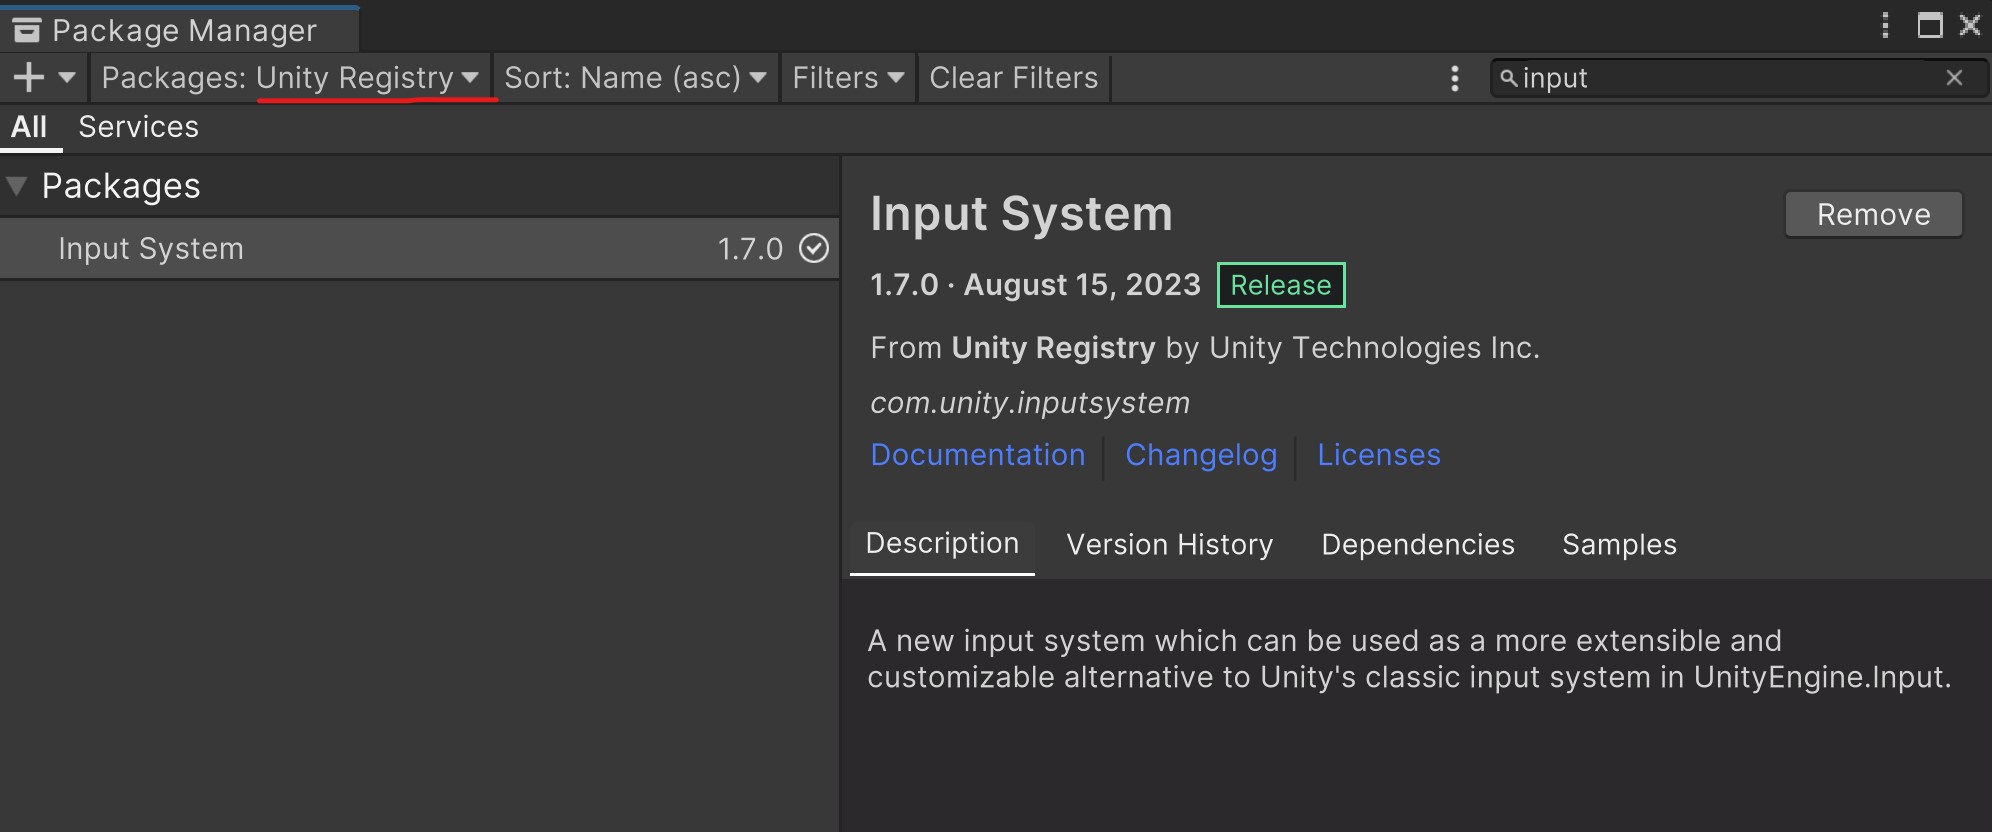 Package Manager
Packages: Unity Registry Sort: Name (asc) Filters Clear Filters input
All Services
Packages
Input System 1.7.0
Input System
Remove
1.7.0 · August 15, 2023 Release
From Unity Registry by Unity Technologies Inc.
com.unity.inputsystem
Documentation Changelog Licenses
Description Version History Dependencies Samples
A new input system which can be used as a more extensible and
customizable alternative to Unity's classic input system in UnityEngine.Input.